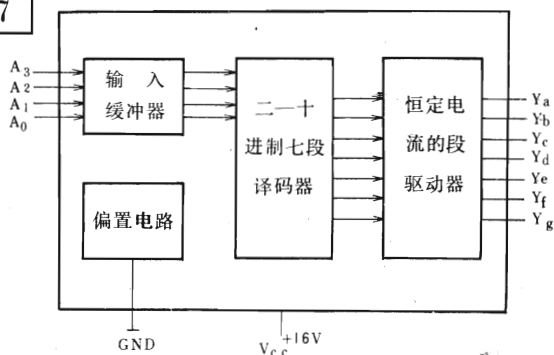 7
A3
A2
A1
A0
输 入
缓冲器
二一十
进制七段
译码器
恒定电
流的段
驱动器
Ya
Yb
Yc
Yd
Ye
Yf
Yg
偏置电路
GND
Vcc +16V